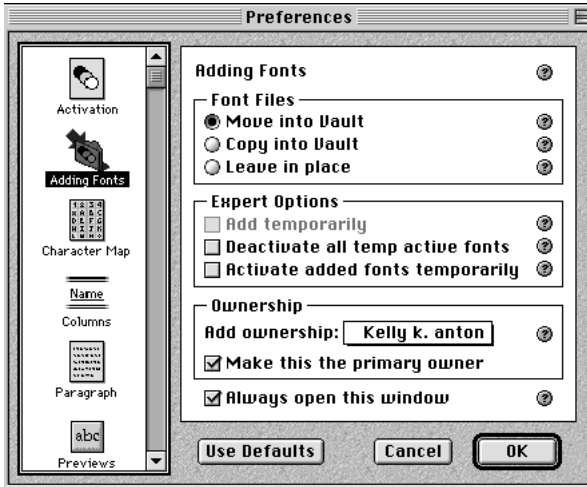 Preferences
Activation
Adding Fonts
Character Map
Name
Columns
Paragraph
abc
Previews
Adding Fonts
Font Files
Move into Vault
Copy into Vault
Leave in place
Expert Options
Add temporarily
Deactivate all temp active fonts
Activate added fonts temporarily
Ownership
Add ownership: Kelly k. anton
Make this the primary owner
Always open this window
Use Defaults Cancel OK